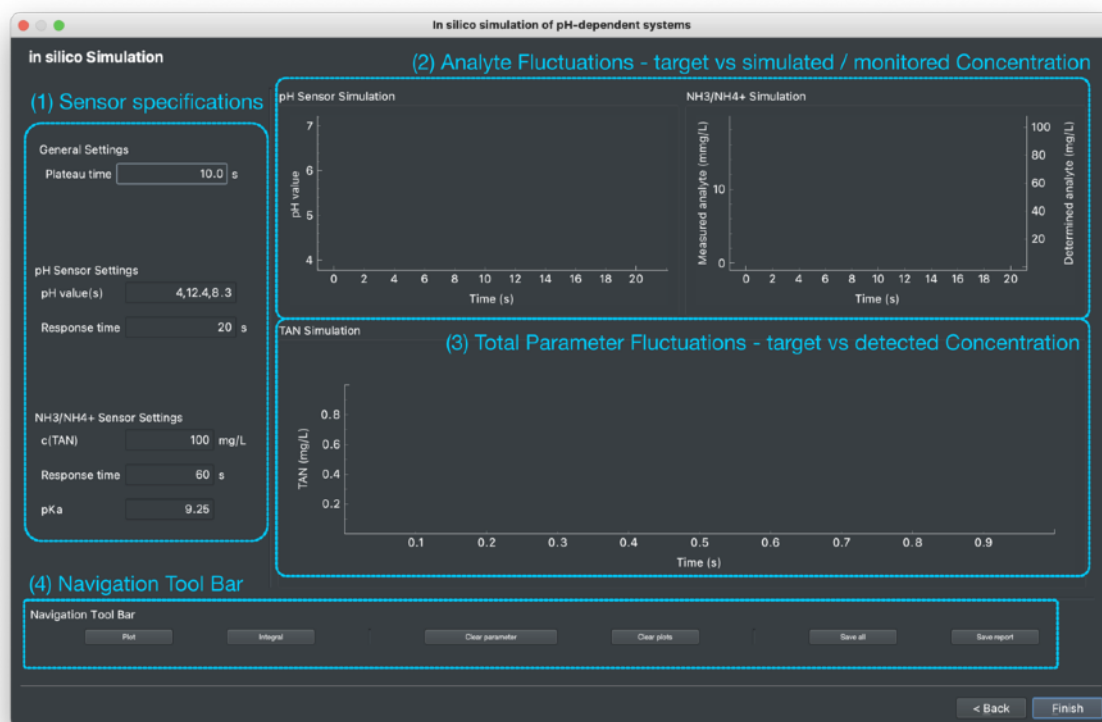 In silico simulation of pH-dependent systems
in silico Simulation
(2) Analyte Fluctuations - target vs simulated / monitored Concentration
(1) Sensor specifications
General Settings
Plateau time 10.0 s
pH Sensor Settings
pH value(s) 4,12.4,8.3
Response time 20 s
NH3/NH4+ Sensor Settings
c(TAN) 100 mg/L
Response time 60 s
pKa 9.25
pH Sensor Simulation
pH value
7
6
5
4
0 2 4 6 8 10 12 14 16 18 20
Time (s)
NH3/NH4+ Simulation
Measured analyte (mmg/L)
10
0
100
80
60
40
20
Determined analyte (mg/L)
0 2 4 6 8 10 12 14 16 18 20
Time (s)
TAN Simulation
(3) Total Parameter Fluctuations - target vs detected Concentration
TAN (mg/L)
0.8
0.6
0.4
0.2
0.1 0.2 0.3 0.4 0.5 0.6 0.7 0.8 0.9
Time (s)
(4) Navigation Tool Bar
Navigation Tool Bar
Plot Integral Clear parameter Clear plots Save all Save report
< Back Finish